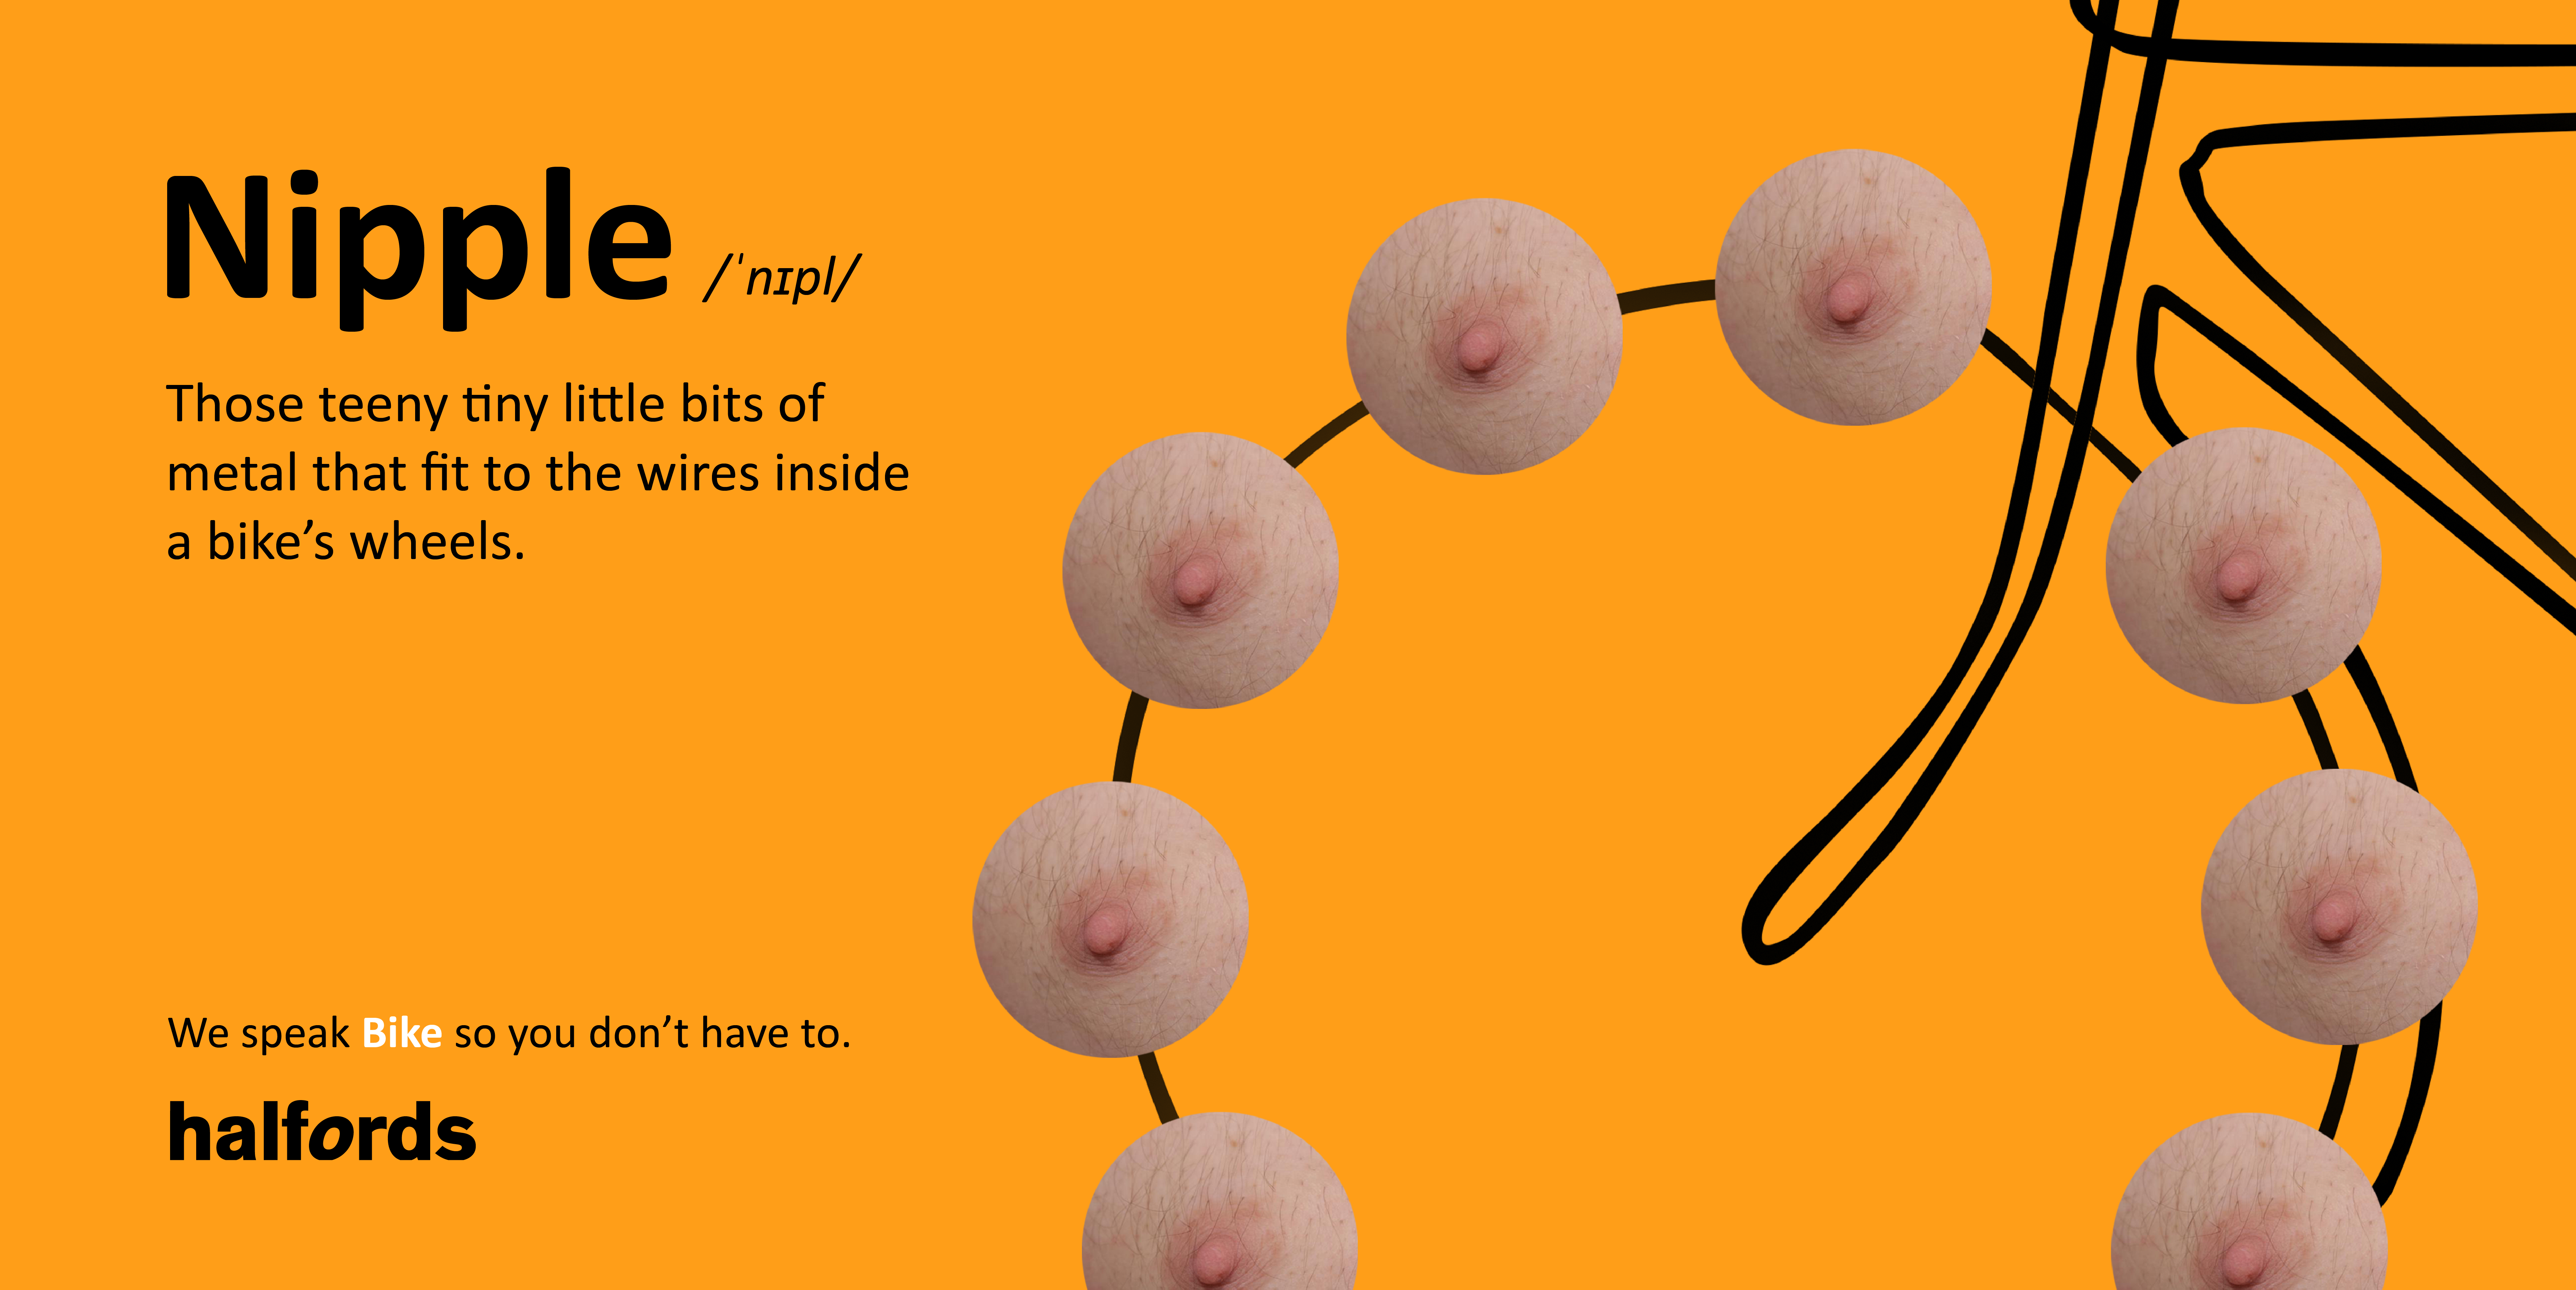 Nipple /ˈnɪpl/
Those teeny tiny little bits of
metal that fit to the wires inside
a bike’s wheels.
We speak Bike so you don’t have to.
halfords